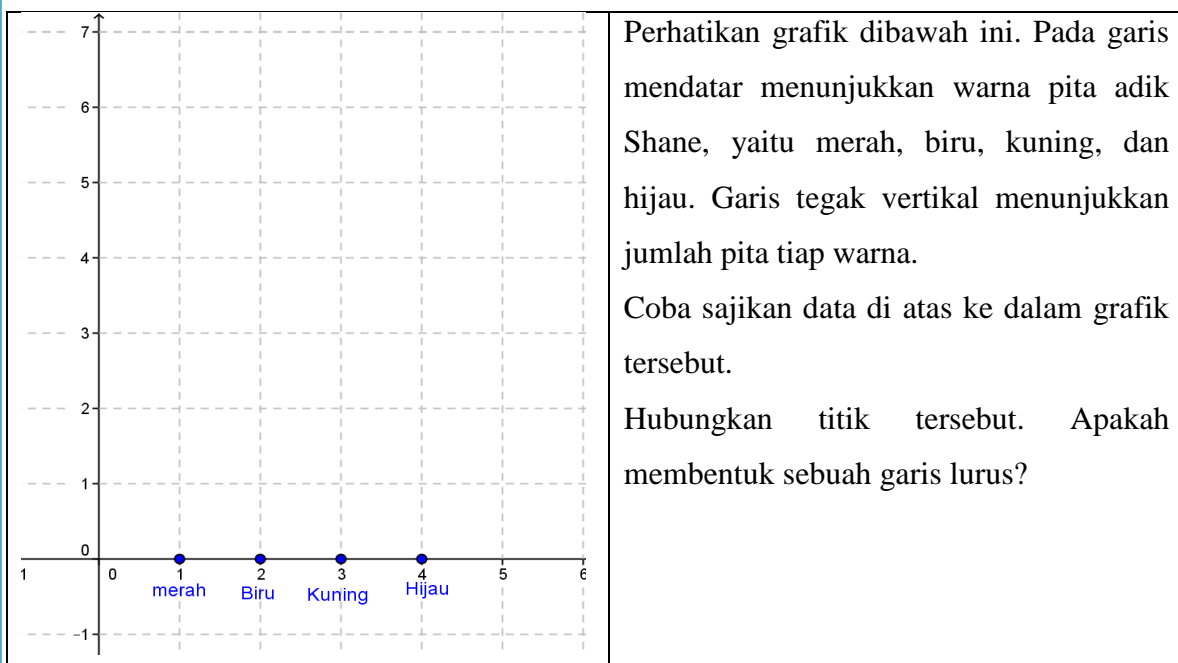 7
6
5
4
3
2
1
0
1 0 1 2 3 4 5 6
merah Biru Kuning Hijau
−1
Perhatikan grafik dibawah ini. Pada garis
mendatar menunjukkan warna pita adik
Shane, yaitu merah, biru, kuning, dan
hijau. Garis tegak vertikal menunjukkan
jumlah pita tiap warna.
Coba sajikan data di atas ke dalam grafik
tersebut.
Hubungkan titik tersebut. Apakah
membentuk sebuah garis lurus?